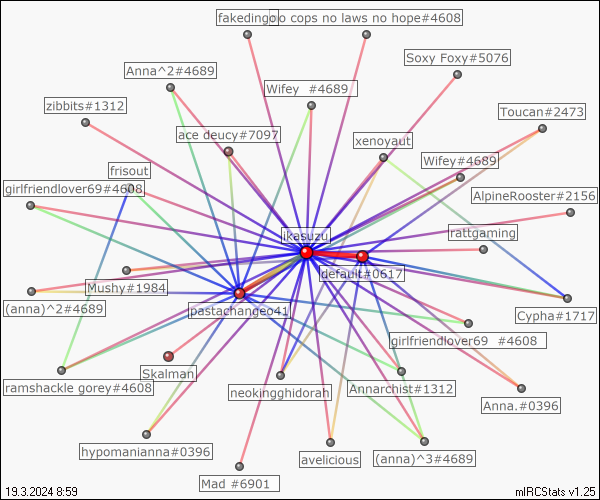 fakedingo
no cops no laws no hope#4608
Soxy Foxy#5076
Anna^2#4689
Wifey #4689
zibbits#1312
Toucan#2473
ace deucy#7097
xenoyaut
Wifey#4689
frisout
girlfriendlover69#4608
AlpineRooster#2156
ikesuzu
rattgaming
default#0617
Mushy#1984
(anna)^2#4689
pastachangeo41
Cypha#1717
girlfriendlover69 #4608
Skalman
ramshackle gorey#4608
neokingghidorah
Annarchist#1312
Anna.#0396
hypomanianna#0396
avelicious
(anna)^3#4689
Mad #6901
19.3.2024 8:59
mIRCStats v1.25